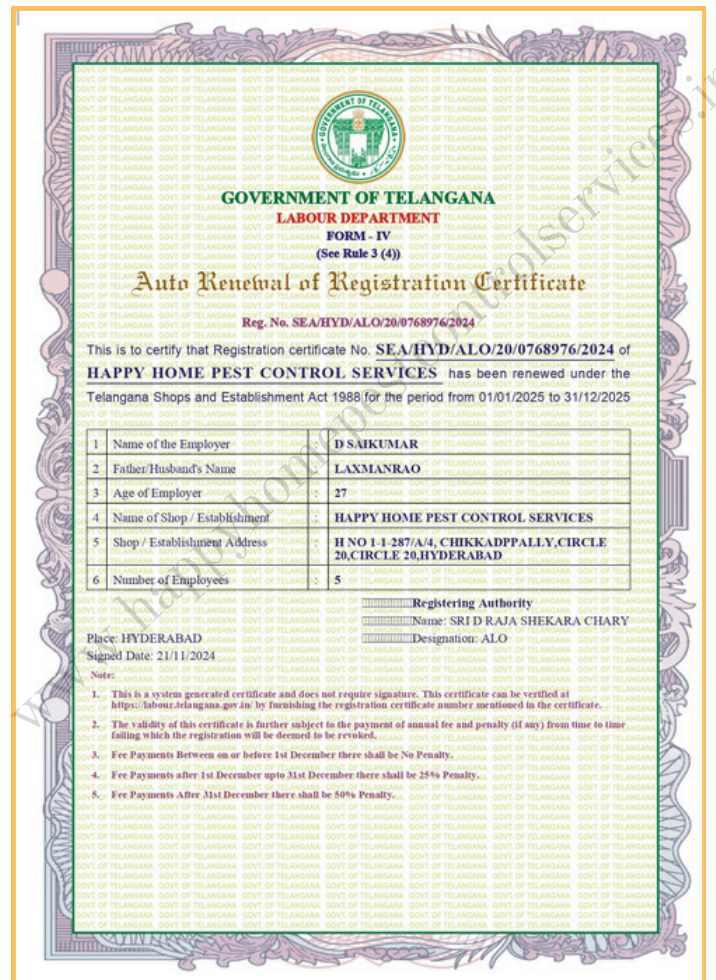 GOVERNMENT OF TELANGANA
GOVERNMENT OF TELANGANA
LABOUR DEPARTMENT
FORM - IV
(See Rule 3 (4))
Auto Renewal of Registration Certificate
Reg. No. SEA/HYD/ALO/20/0768976/2024
This is to certify that Registration certificate No. SEA/HYD/ALO/20/0768976/2024 of
HAPPY HOME PEST CONTROL SERVICES has been renewed under the
Telangana Shops and Establishment Act 1988 for the period from 01/01/2025 to 31/12/2025
1 Name of the Employer : D SAIKUMAR
2 Father/Husband's Name : LAXMANRAO
3 Age of Employer : 27
4 Name of Shop / Establishment : HAPPY HOME PEST CONTROL SERVICES
5 Shop / Establishment Address : H NO 1-1-287/A/4, CHIKKADPPALLY,CIRCLE
20,CIRCLE 20,HYDERABAD
6 Number of Employees : 5
Registering Authority
Name: SRI D RAJA SHEKARA CHARY
Place: HYDERABAD Designation: ALO
Signed Date: 21/11/2024
Note:
1. This is a system generated certificate and does not require signature. This certificate can be verified at
https://labour.telangana.gov.in/ by furnishing the registration certificate number mentioned in the certificate.
2. The validity of this certificate is further subject to the payment of annual fee and penalty (if any) from time to time
failing which the registration will be deemed to be revoked.
3. Fee Payments Between on or before 1st December there shall be No Penalty.
4. Fee Payments after 1st December upto 31st December there shall be 25% Penalty.
5. Fee Payments After 31st December there shall be 50% Penalty.
www.happyhomepestcontrolservices.in